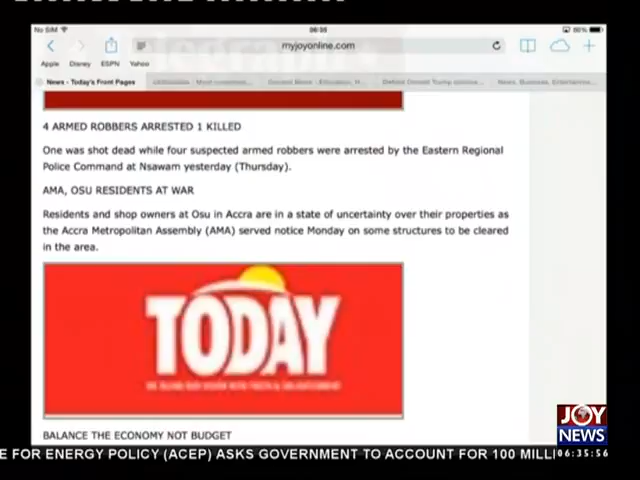 No SIM
06:35
86%
myjoyonline.com
Apple Disney ESPN Yahoo
News - Today's Front Pages
4 ARMED ROBBERS ARRESTED 1 KILLED
One was shot dead while four suspected armed robbers were arrested by the Eastern Regional
Police Command at Nsawam yesterday (Thursday).
AMA, OSU RESIDENTS AT WAR
Residents and shop owners at Osu in Accra are in a state of uncertainty over their properties as
the Accra Metropolitan Assembly (AMA) served notice Monday on some structures to be cleared
in the area.
TODAY
BALANCE THE ECONOMY NOT BUDGET
JOY
NEWS
E FOR ENERGY POLICY (ACEP) ASKS GOVERNMENT TO ACCOUNT FOR 100 MILLI
06:35:56